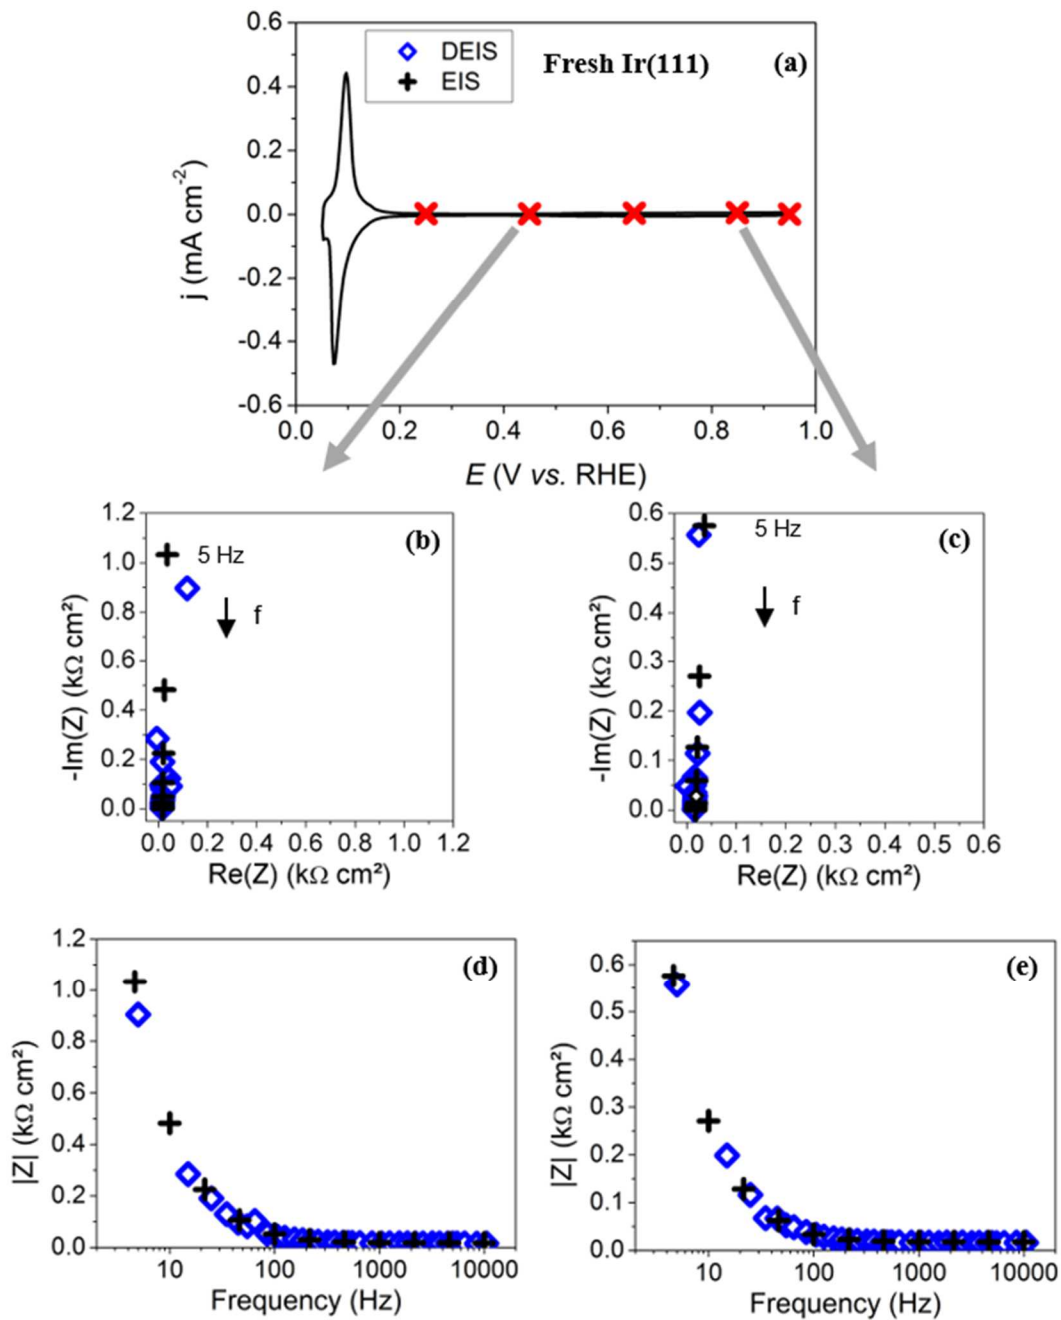 0.6
DEIS
EIS
Fresh Ir(111)
(a)
0.4
0.2
0.0
-0.2
-0.4
-0.6
j (mA cm⁻²)
0.0 0.2 0.4 0.6 0.8 1.0
E (V vs. RHE)
1.2
1.0
0.8
0.6
0.4
0.2
0.0
-Im(Z) (kΩ cm²)
5 Hz
(b)
f
0.0 0.2 0.4 0.6 0.8 1.0 1.2
Re(Z) (kΩ cm²)
0.6
0.5
0.4
0.3
0.2
0.1
0.0
-Im(Z) (kΩ cm²)
5 Hz
(c)
f
0.0 0.1 0.2 0.3 0.4 0.5 0.6
Re(Z) (kΩ cm²)
1.2
1.0
0.8
0.6
0.4
0.2
0.0
|Z| (kΩ cm²)
(d)
10 100 1000 10000
Frequency (Hz)
0.6
0.5
0.4
0.3
0.2
0.1
0.0
|Z| (kΩ cm²)
(e)
10 100 1000 10000
Frequency (Hz)